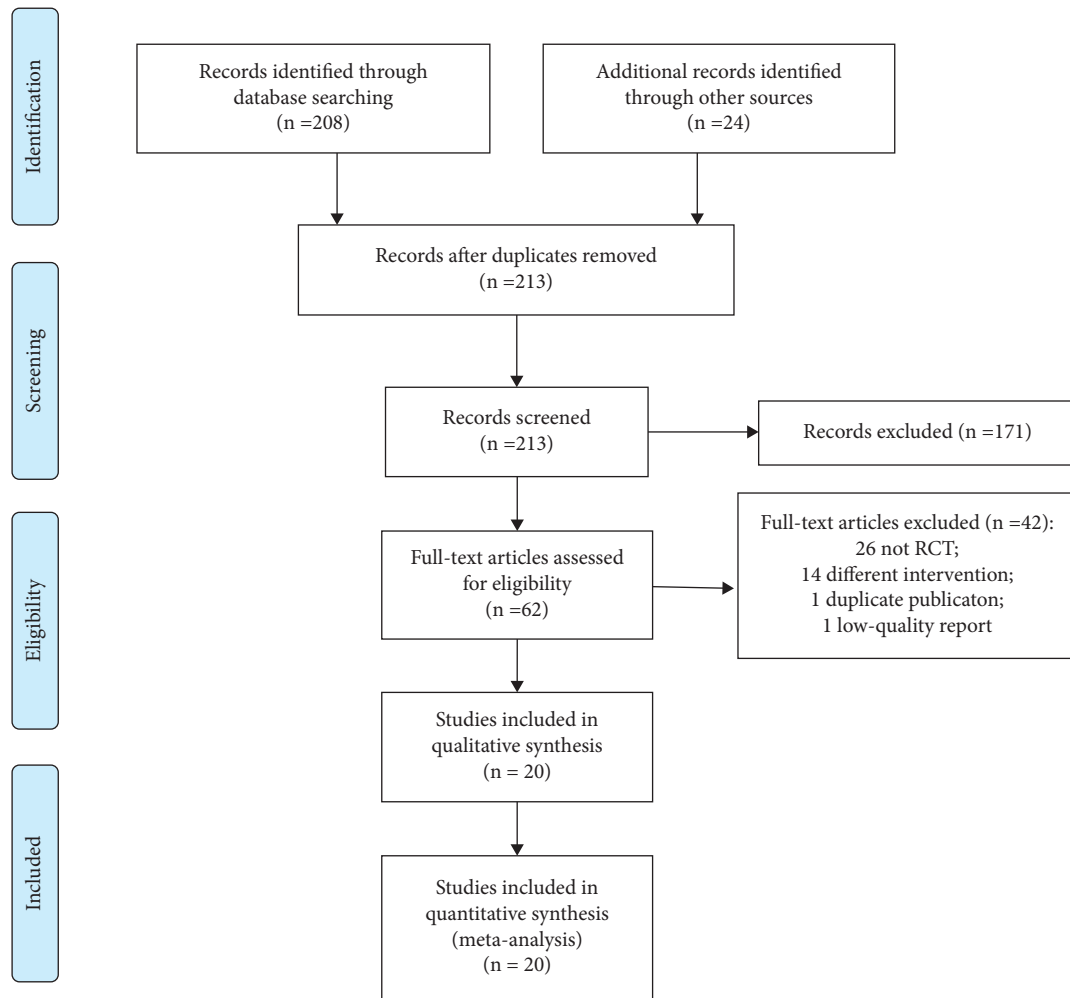 Identification
Records identified through
database searching
(n =208)
Additional records identified
through other sources
(n =24)
Records after duplicates removed
(n =213)
Screening
Records screened
(n =213)
Records excluded (n =171)
Eligibility
Full-text articles assessed
for eligibility
(n =62)
Full-text articles excluded (n =42):
26 not RCT;
14 different intervention;
1 duplicate publicaton;
1 low-quality report
Studies included in
qualitative synthesis
(n = 20)
Included
Studies included in
quantitative synthesis
(meta-analysis)
(n = 20)